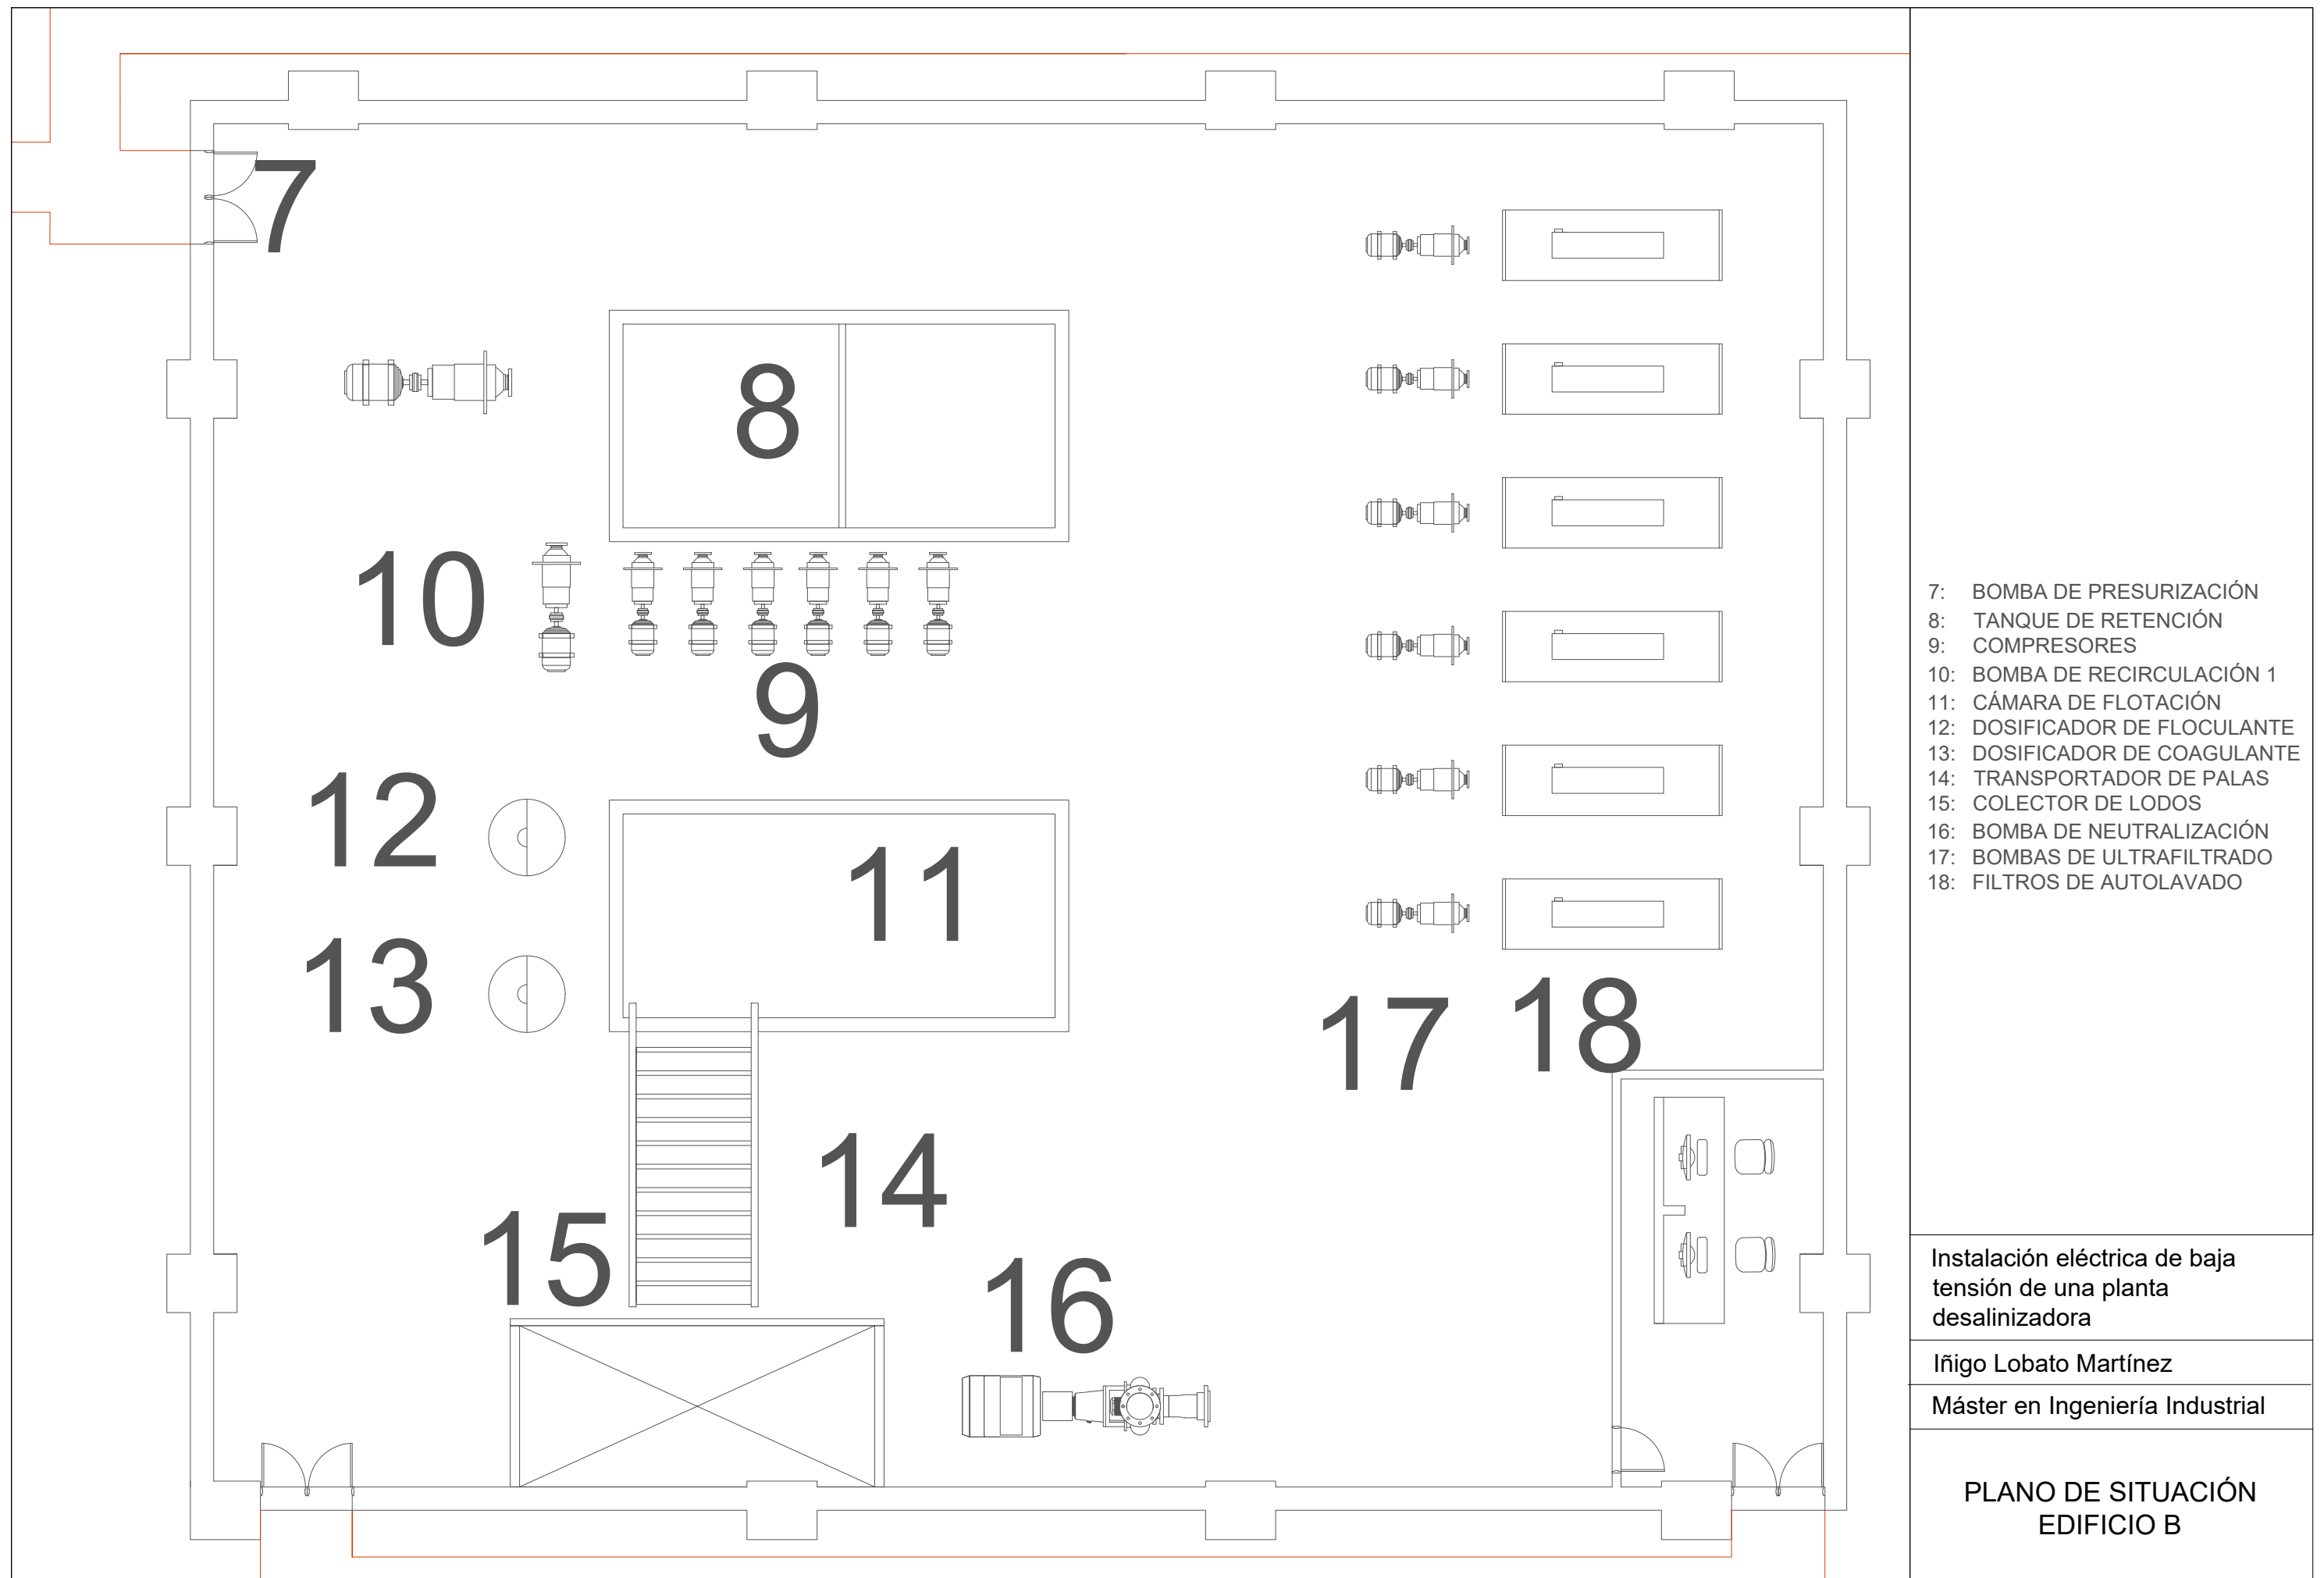 7
8
10
9
12
11
13
17
18
14
15
16
7: BOMBA DE PRESURIZACIÓN
8: TANQUE DE RETENCIÓN
9: COMPRESORES
10: BOMBA DE RECIRCULACIÓN 1
11: CÁMARA DE FLOTACIÓN
12: DOSIFICADOR DE FLOCULANTE
13: DOSIFICADOR DE COAGULANTE
14: TRANSPORTADOR DE PALAS
15: COLECTOR DE LODOS
16: BOMBA DE NEUTRALIZACIÓN
17: BOMBAS DE ULTRAFILTRADO
18: FILTROS DE AUTOLAVADO
Instalación eléctrica de baja
tensión de una planta
desalinizadora
Iñigo Lobato Martínez
Máster en Ingeniería Industrial
PLANO DE SITUACIÓN
EDIFICIO B